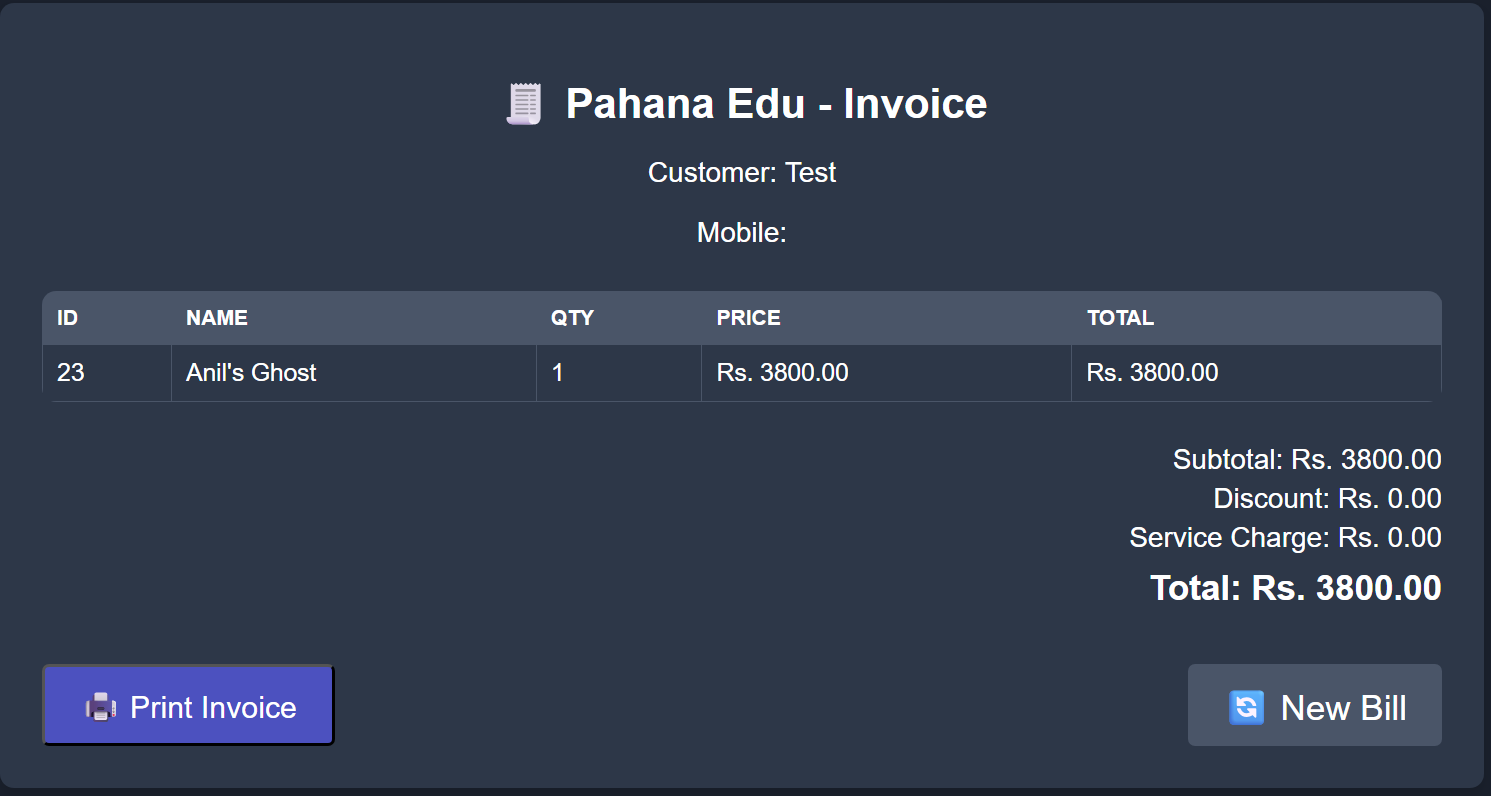 Pahana Edu - Invoice
Customer: Test
Mobile:
ID NAME QTY PRICE TOTAL
23 Anil's Ghost 1 Rs. 3800.00 Rs. 3800.00
Subtotal: Rs. 3800.00
Discount: Rs. 0.00
Service Charge: Rs. 0.00
Total: Rs. 3800.00
Print Invoice
New Bill